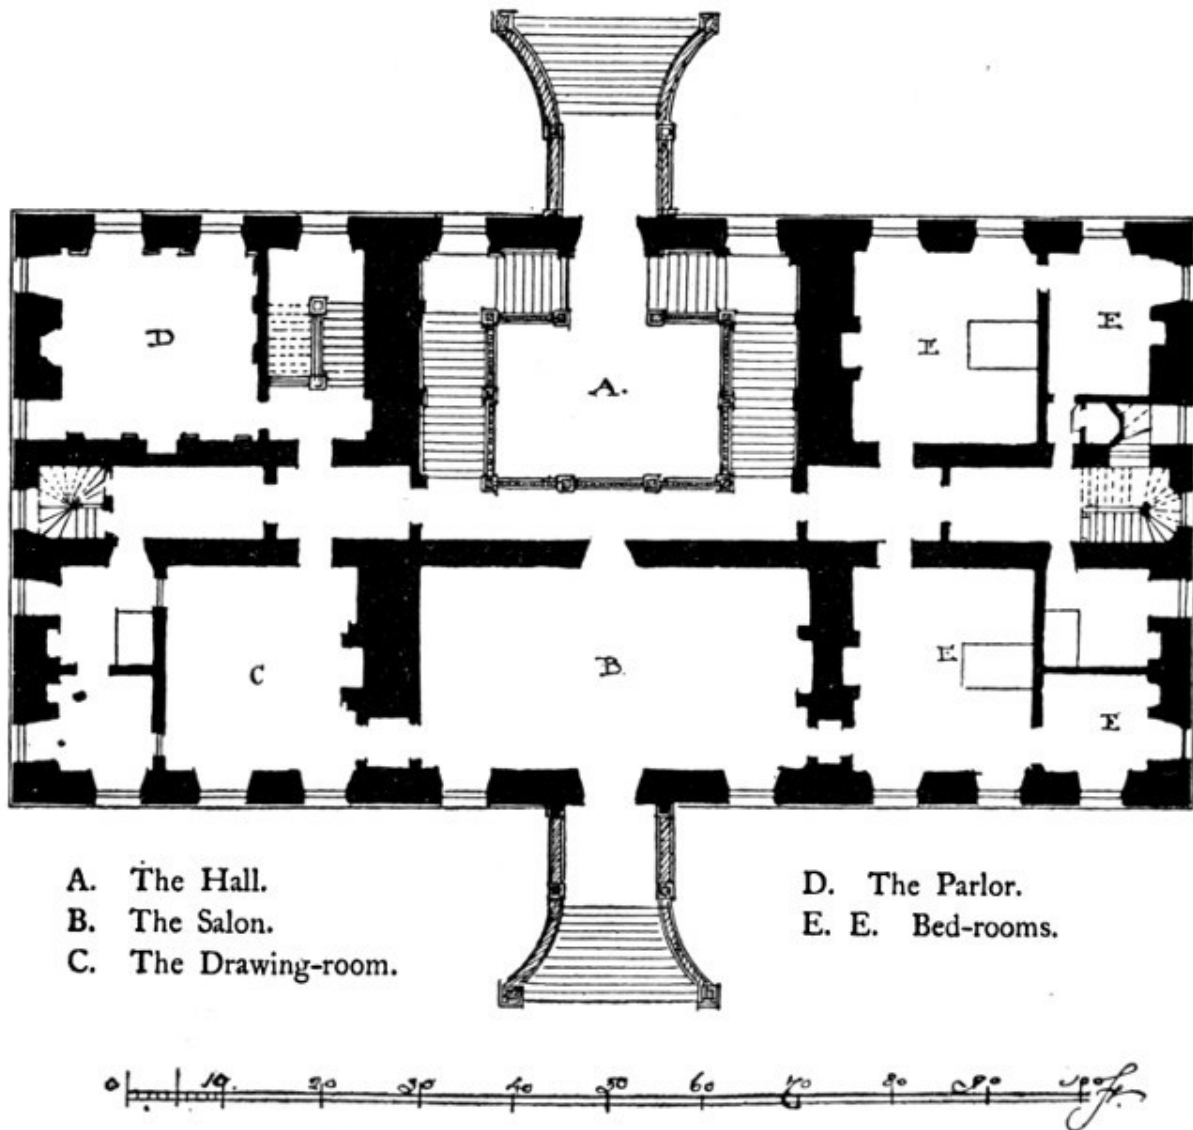 D
A.
E
E
C
B
E
E
A. The Hall.
B. The Salon.
C. The Drawing-room.
D. The Parlor.
E. E. Bed-rooms.
0 10 20 30 40 50 60 70 80 90 100 Ft.